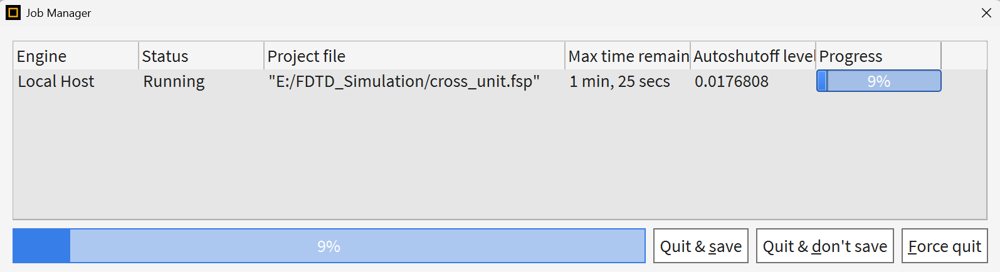 Job Manager
Engine Status Project file Max time remain Autoshutoff level Progress
Local Host Running "E:/FDTD_Simulation/cross_unit.fsp" 1 min, 25 secs 0.0176808 9%
9% Quit & save Quit & don't save Force quit